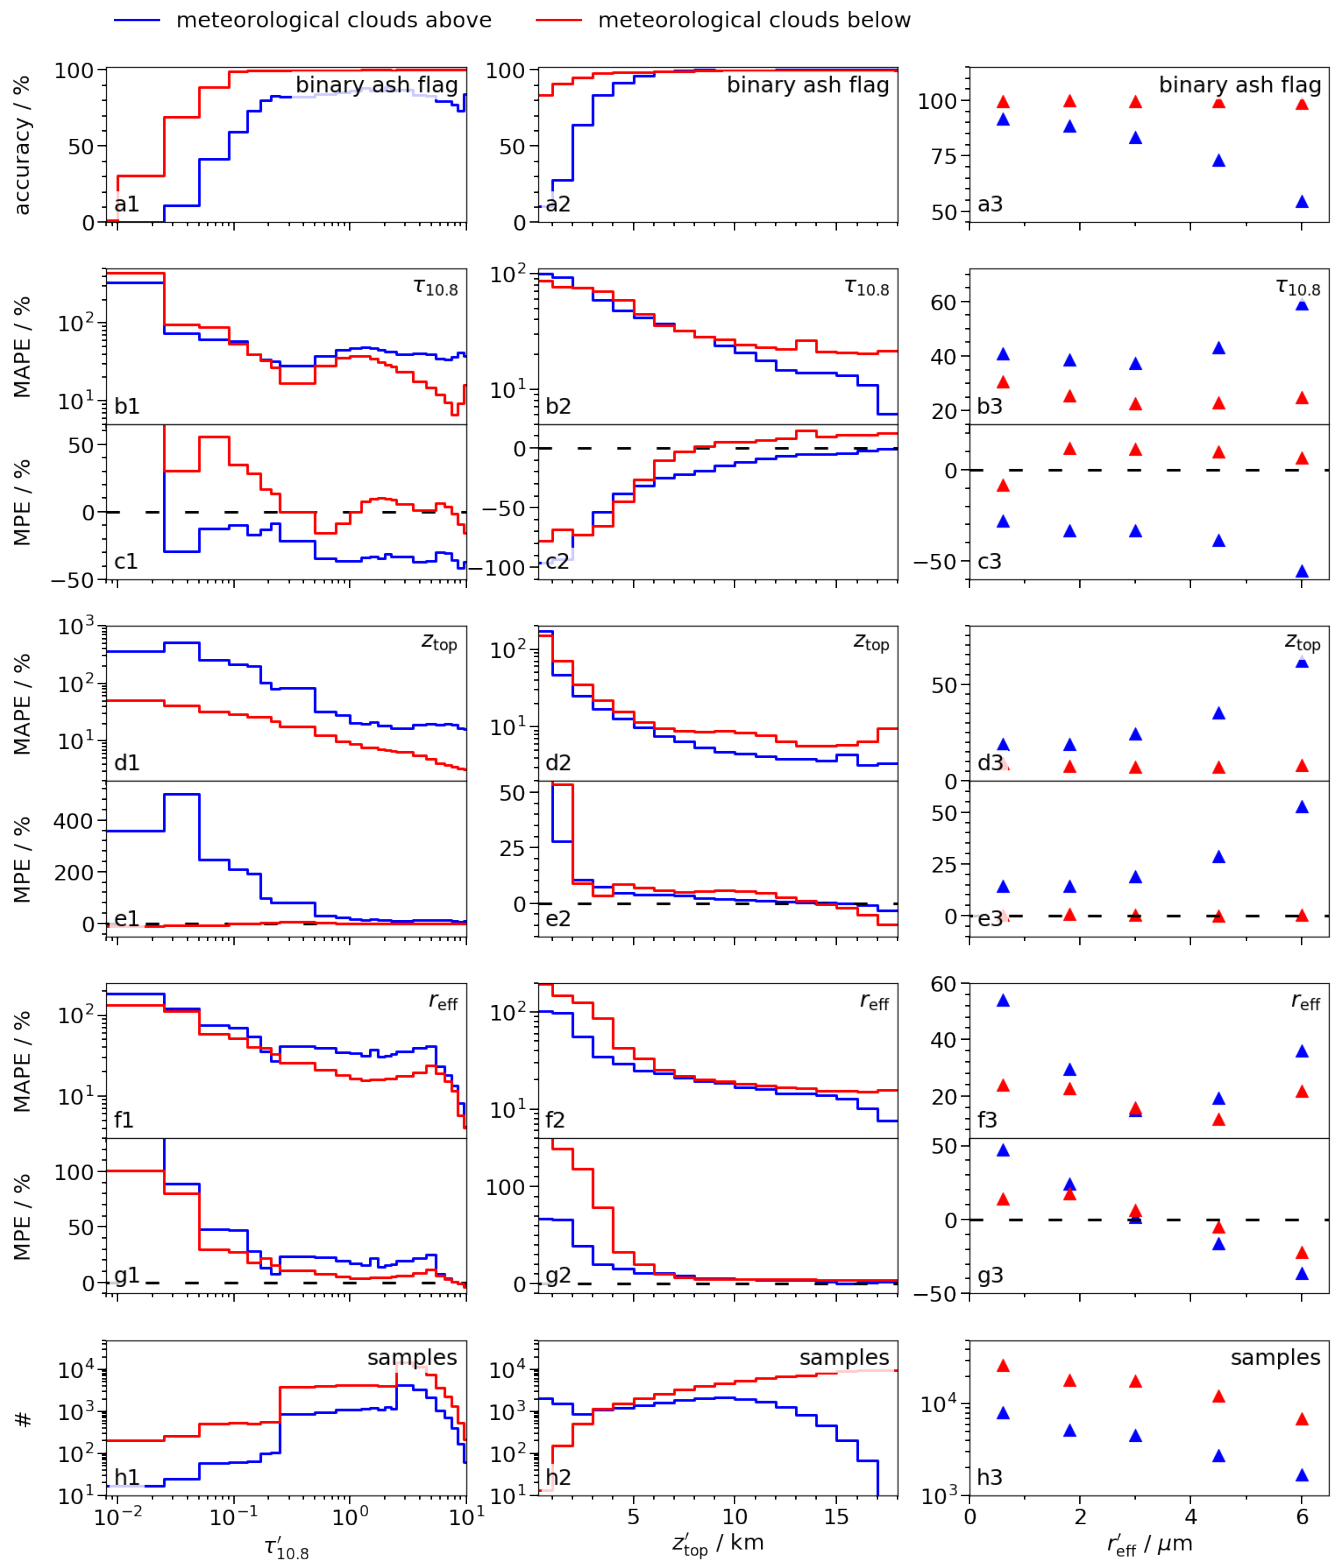 meteorological clouds above meteorological clouds below
accuracy / %
100
50
0
binary ash flag
a1
100
50
0
binary ash flag
a2
100
75
50
binary ash flag
a3
MAPE / %
10²
10¹
τ10.8
b1
10²
10¹
τ10.8
b2
60
40
20
τ10.8
b3
MPE / %
50
0
−50
c1
0
−50
−100
c2
0
−50
c3
MAPE / %
10³
10²
10¹
ztop
d1
10²
10¹
ztop
d2
50
0
ztop
d3
MPE / %
400
200
0
e1
50
25
0
e2
50
25
0
e3
MAPE / %
10²
10¹
reff
f1
10²
10¹
reff
f2
60
40
20
reff
f3
MPE / %
100
50
0
g1
100
0
g2
50
0
−50
g3
#
10⁴
10³
10²
10¹
samples
h1
10⁴
10³
10²
10¹
samples
h2
10⁴
10³
samples
h3
10⁻² 10⁻¹ 10⁰ 10¹
τ′10.8
5 10 15
z′top / km
0 2 4 6
r′eff / μm